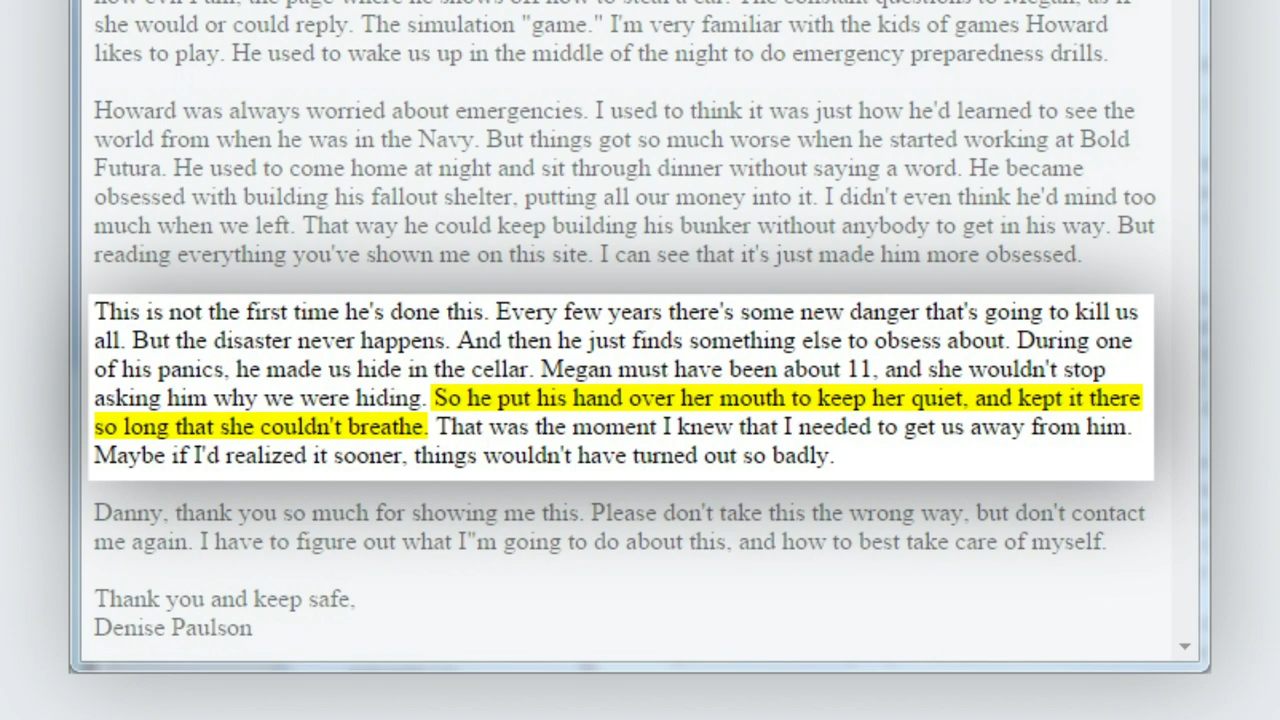 now evil I am, the page where he shows off how to steal a car. The constant questions to Megan, as if
she would or could reply. The simulation "game." I'm very familiar with the kids of games Howard
likes to play. He used to wake us up in the middle of the night to do emergency preparedness drills.
Howard was always worried about emergencies. I used to think it was just how he'd learned to see the
world from when he was in the Navy. But things got so much worse when he started working at Bold
Futura. He used to come home at night and sit through dinner without saying a word. He became
obsessed with building his fallout shelter, putting all our money into it. I didn't even think he'd mind too
much when we left. That way he could keep building his bunker without anybody to get in his way. But
reading everything you've shown me on this site. I can see that it's just made him more obsessed.
This is not the first time he's done this. Every few years there's some new danger that's going to kill us
all. But the disaster never happens. And then he just finds something else to obsess about. During one
of his panics, he made us hide in the cellar. Megan must have been about 11, and she wouldn't stop
asking him why we were hiding. So he put his hand over her mouth to keep her quiet, and kept it there
so long that she couldn't breathe. That was the moment I knew that I needed to get us away from him.
Maybe if I'd realized it sooner, things wouldn't have turned out so badly.
Danny, thank you so much for showing me this. Please don't take this the wrong way, but don't contact
me again. I have to figure out what I"m going to do about this, and how to best take care of myself.
Thank you and keep safe,
Denise Paulson